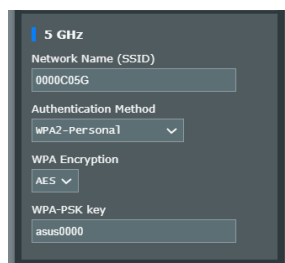 5 GHz
Network Name (SSID)
0000C05G
Authentication Method
WPA2-Personal
WPA Encryption
AES
WPA-PSK key
asus0000